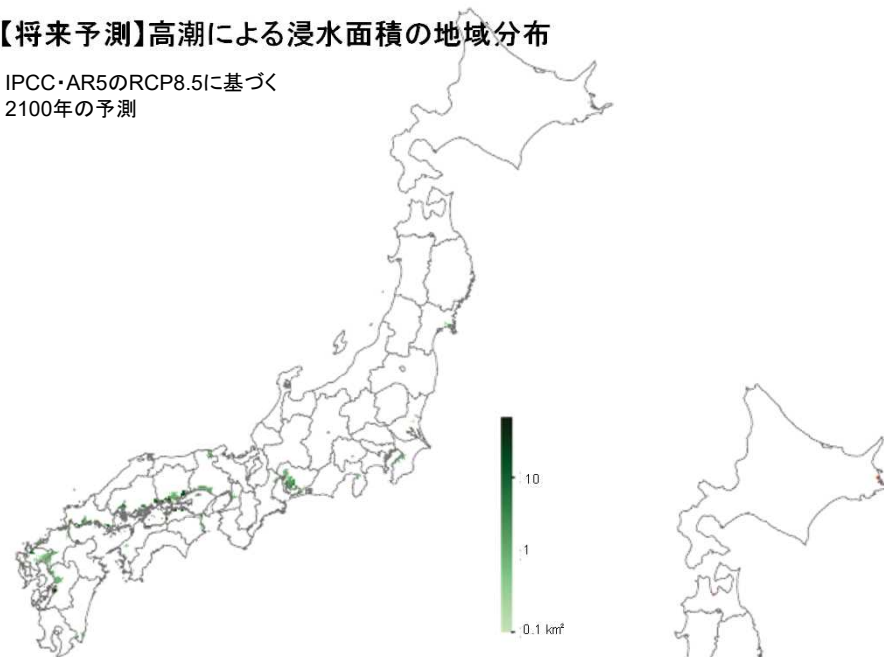 【将来予測】高潮による浸水面積の地域分布
IPCC・AR5のRCP8.5に基づく
2100年の予測
10
1
0.1 km²